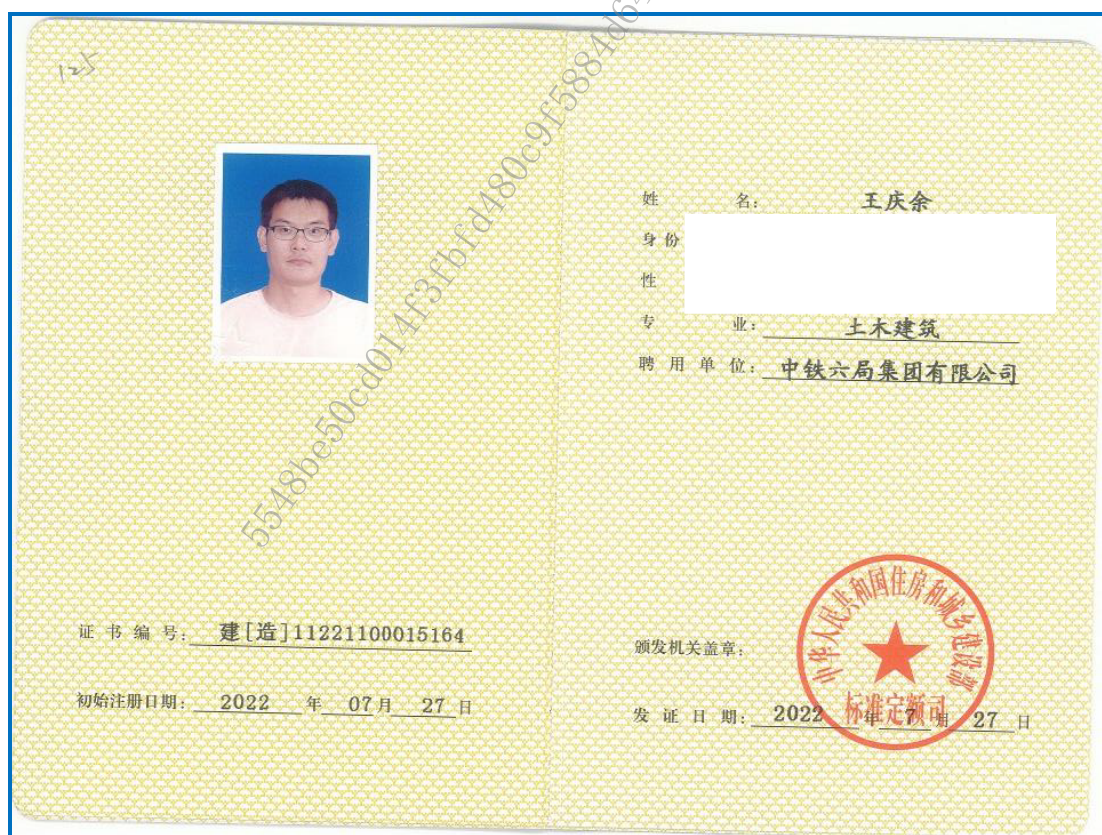 125
证书编号: 建[造]11221100015164
初始注册日期: 2022 年 07 月 27 日
姓 名: 王庆余
身份
性
专 业: 土木建筑
聘用单位: 中铁六局集团有限公司
颁发机关盖章:
中华人民共和国住房和城乡建设部
标准定额司
发证日期: 2022 年 7 月 27 日